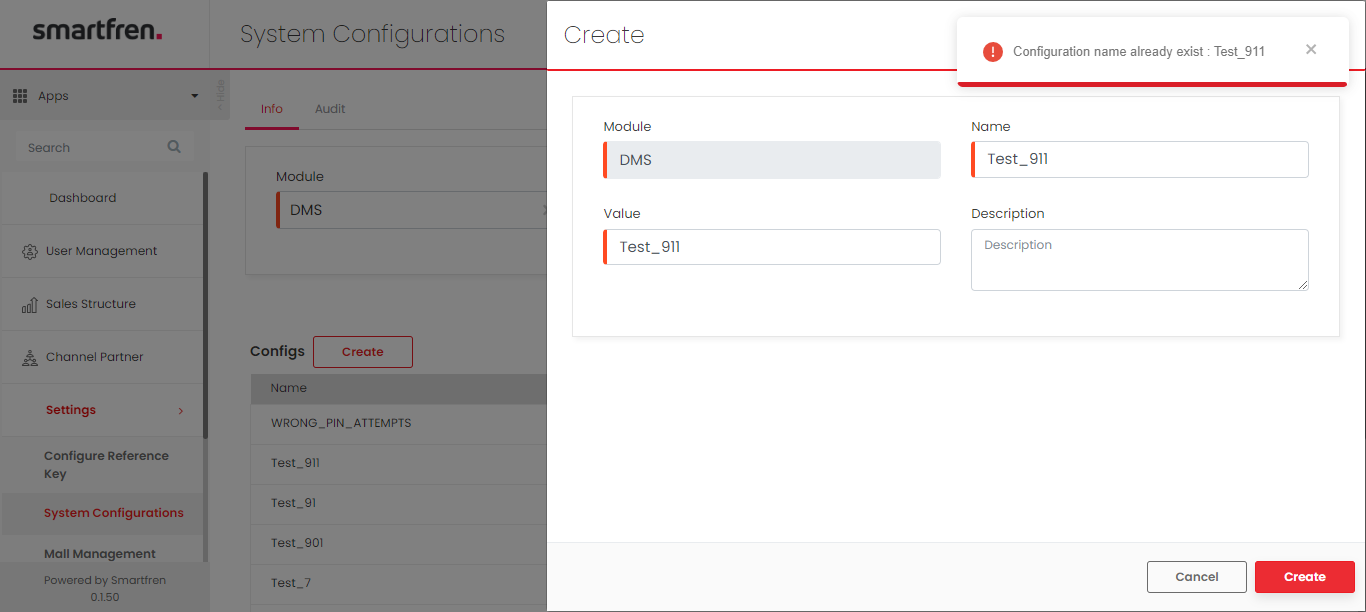 smartfren.
System Configurations
Create
Configuration name already exist : Test_911
Apps
< Hide
Info
Audit
Search
Module
DMS
Name
Test_911
Value
Test_911
Description
Description
Module
DMS
Dashboard
User Management
Sales Structure
Channel Partner
Settings
Configure Reference
Key
System Configurations
Mall Management
Powered by Smartfren
0.1.50
Configs
Create
Name
WRONG_PIN_ATTEMPTS
Test_911
Test_91
Test_901
Test_7
Cancel
Create